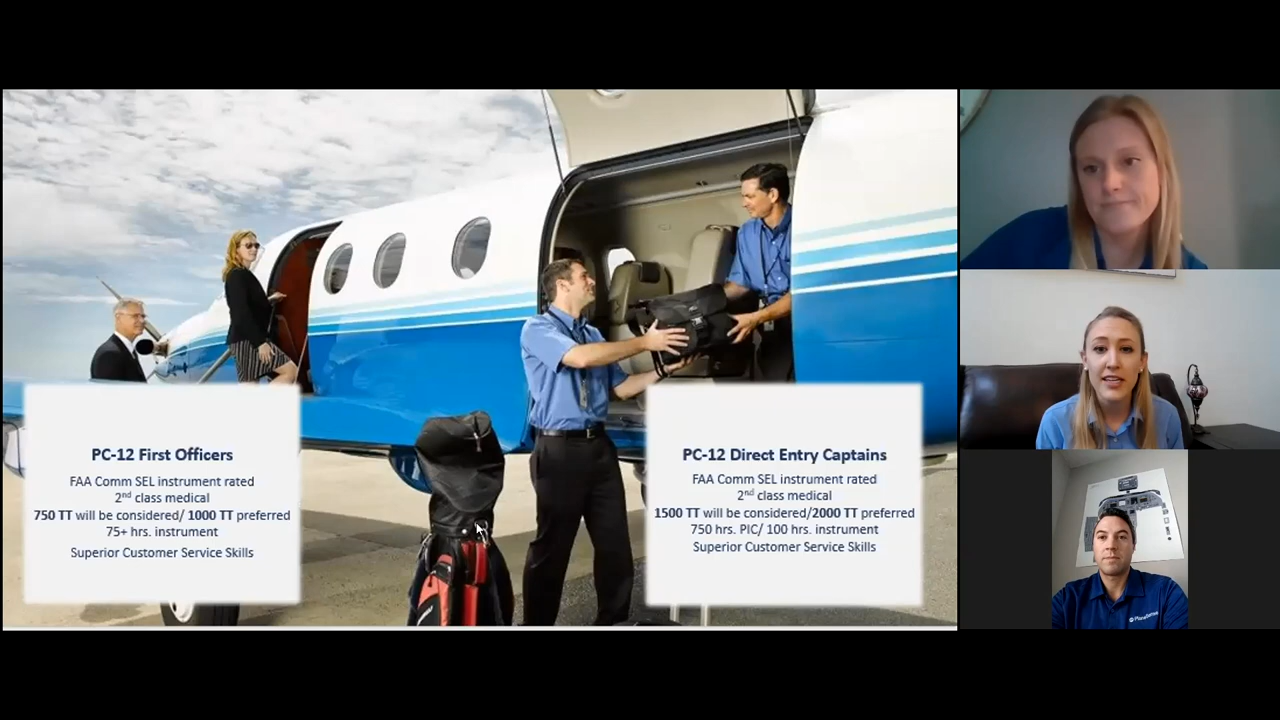 PC-12 First Officers
FAA Comm SEL instrument rated
2nd class medical
750 TT will be considered/ 1000 TT preferred
75+ hrs. instrument
Superior Customer Service Skills
PC-12 Direct Entry Captains
FAA Comm SEL instrument rated
2nd class medical
1500 TT will be considered/2000 TT preferred
750 hrs. PIC/ 100 hrs. instrument
Superior Customer Service Skills
PlaneSense